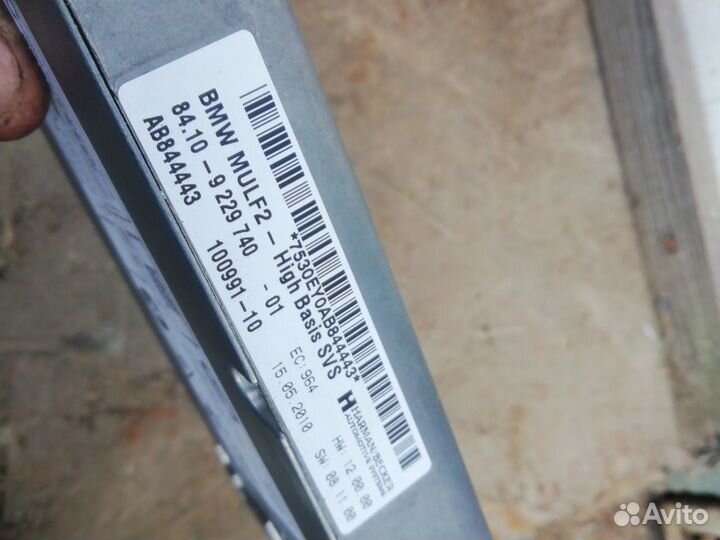 *7530EY0AB844443*
BMW MULF2 - High Basis SVS
84.10 - 9 229 740 - 01
AB844443 100991-10
H
HARMAN/BECKER
AUTOMOTIVE SYSTEMS
EC: 964 HW: 12 00 00
15.05.2010 SW: 08 11 00
Avito